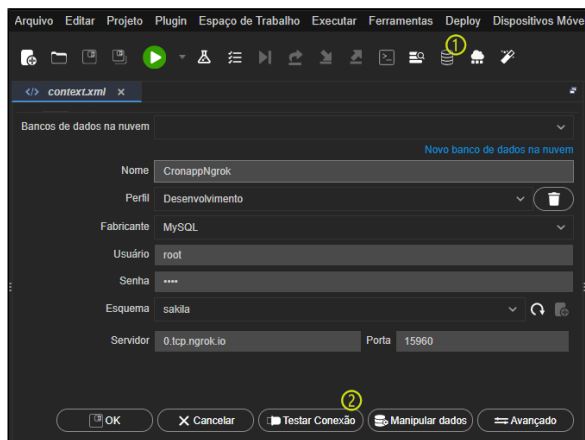 Arquivo Editar Projeto Plugin Espaço de Trabalho Executar Ferramentas Deploy Dispositivos Móve
1
</> context.xml ×
Bancos de dados na nuvem
Novo banco de dados na nuvem
Nome CronappNgrok
Perfil Desenvolvimento
Fabricante MySQL
Usuário root
Senha ••••
Esquema sakila
Servidor 0.tcp.ngrok.io Porta 15960
2
OK Cancelar Testar Conexão Manipular dados Avançado